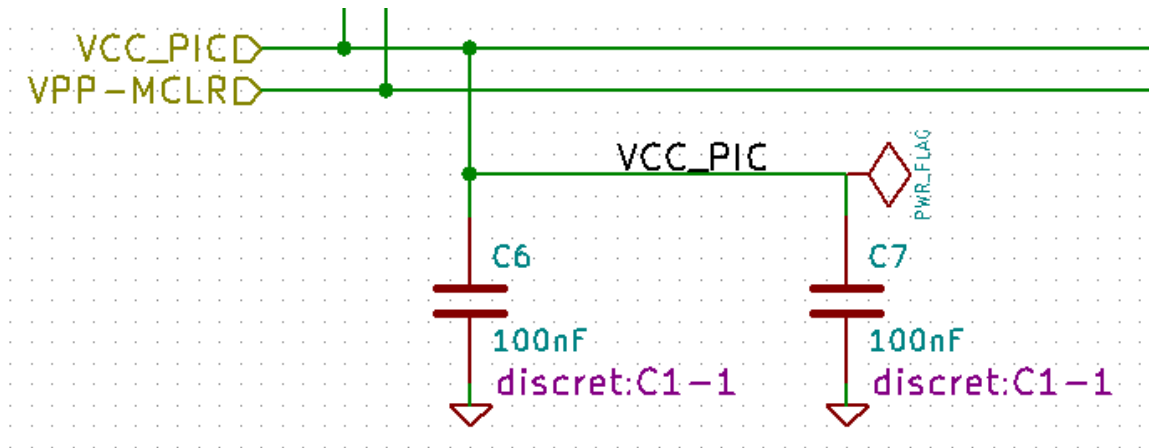 VCC_PIC
VPP-MCLR
VCC_PIC
PWR_FLAG
C6
100nF
discret:C1-1
C7
100nF
discret:C1-1